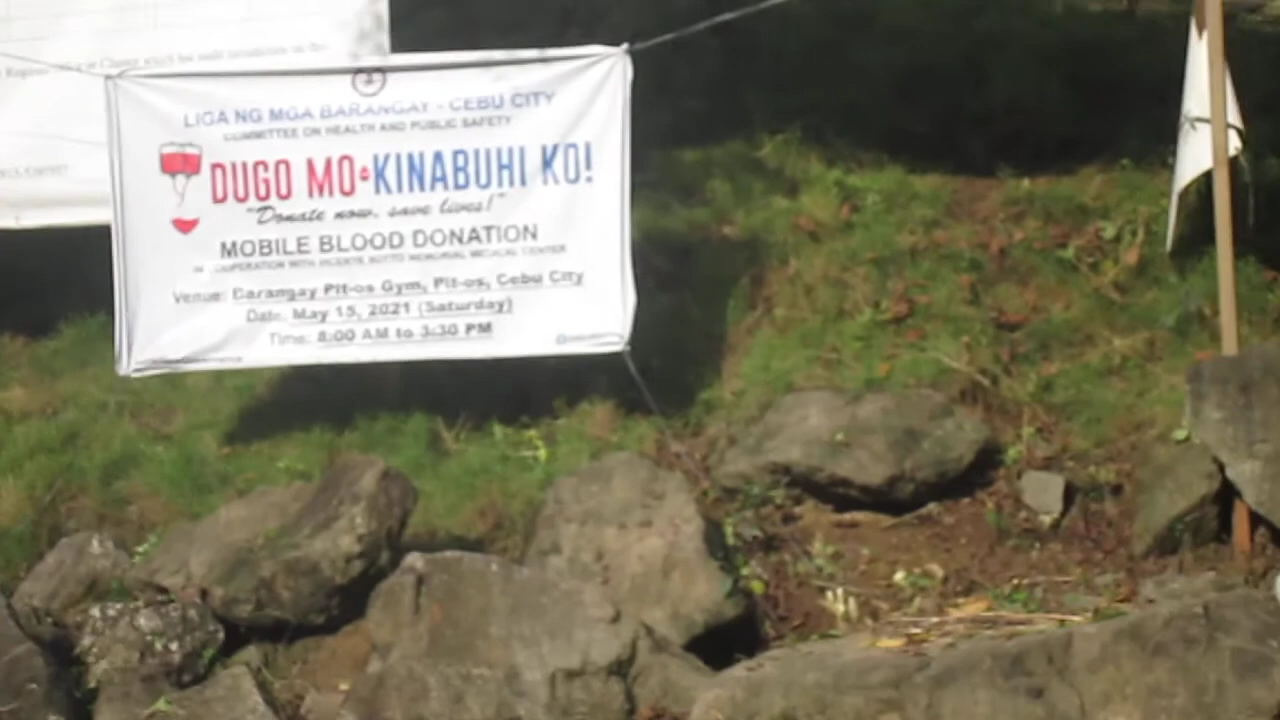 LIGA NG MGA BARANGAY - CEBU CITY
COMMITTEE ON HEALTH AND PUBLIC SAFETY
DUGO MO KINABUHI KO!
"Donate now, save lives!"
MOBILE BLOOD DONATION
IN COOPERATION WITH VICENTE SOTTO MEMORIAL MEDICAL CENTER
Venue: Barangay Pit-os Gym, Pit-os, Cebu City
Date: May 15, 2021 (Saturday)
Time: 8:00 AM to 3:30 PM